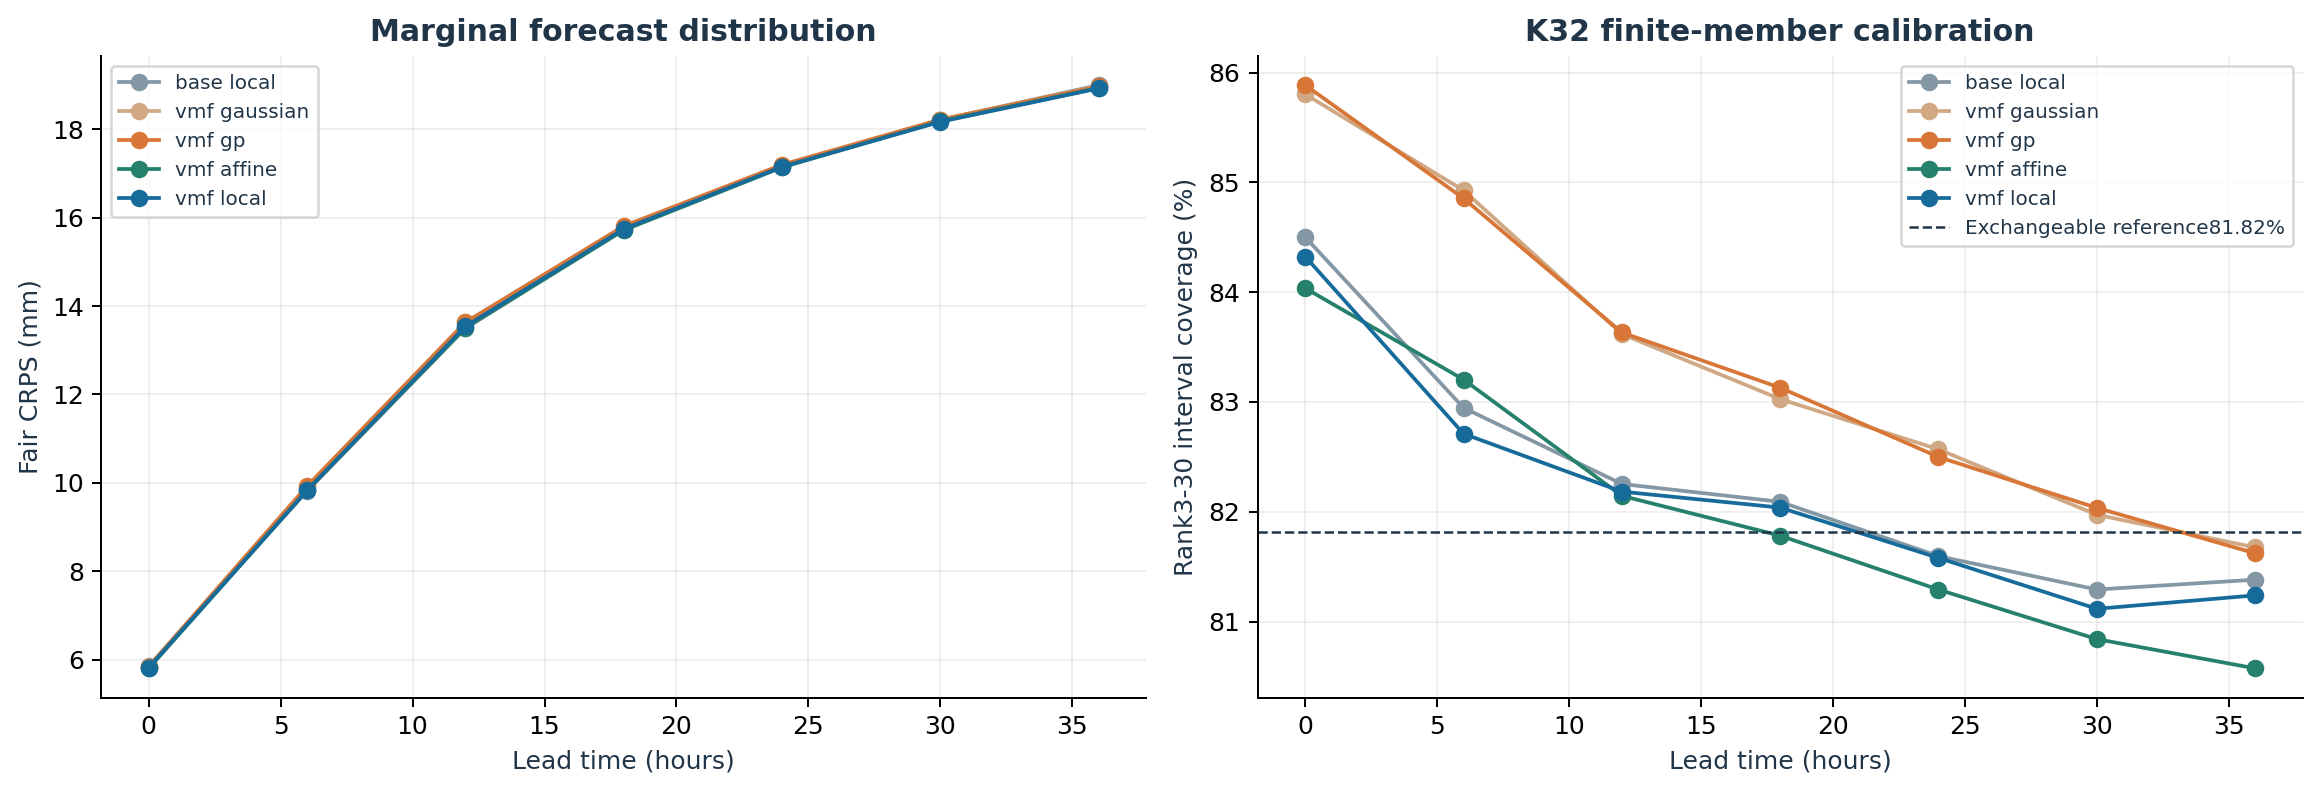 Marginal forecast distribution
Fair CRPS (mm)
18
16
14
12
10
8
6
base local
vmf gaussian
vmf gp
vmf affine
vmf local
0 5 10 15 20 25 30 35
Lead time (hours)
K32 finite-member calibration
Rank3-30 interval coverage (%)
86
85
84
83
82
81
base local
vmf gaussian
vmf gp
vmf affine
vmf local
Exchangeable reference81.82%
0 5 10 15 20 25 30 35
Lead time (hours)